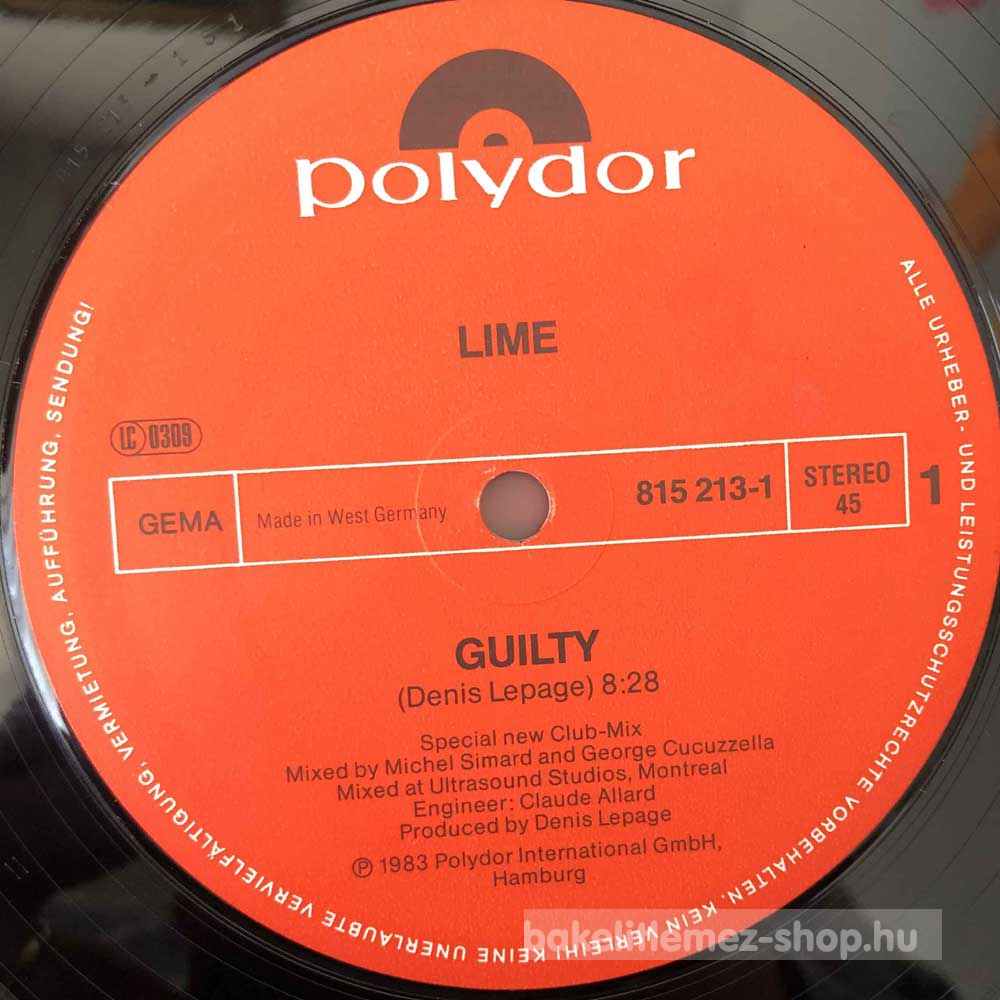 polydor
LIME
LC 0309
GEMA
Made in West Germany
815 213-1
STEREO
45
1
GUILTY
(Denis Lepage) 8:28
Special new Club-Mix
Mixed by Michel Simard and George Cucuzzella
Mixed at Ultrasound Studios, Montreal
Engineer: Claude Allard
Produced by Denis Lepage
℗ 1983 Polydor International GmbH,
Hamburg
ALLE URHEBER- UND LEISTUNGSSCHUTZRECHTE VORBEHALTEN. KEIN VERLEIH! KEINE UNERLAUBTE VERVIELFÄLTIGUNG, VERMIETUNG, AUFFÜHRUNG, SENDUNG!
bakelitlemez-shop.hu